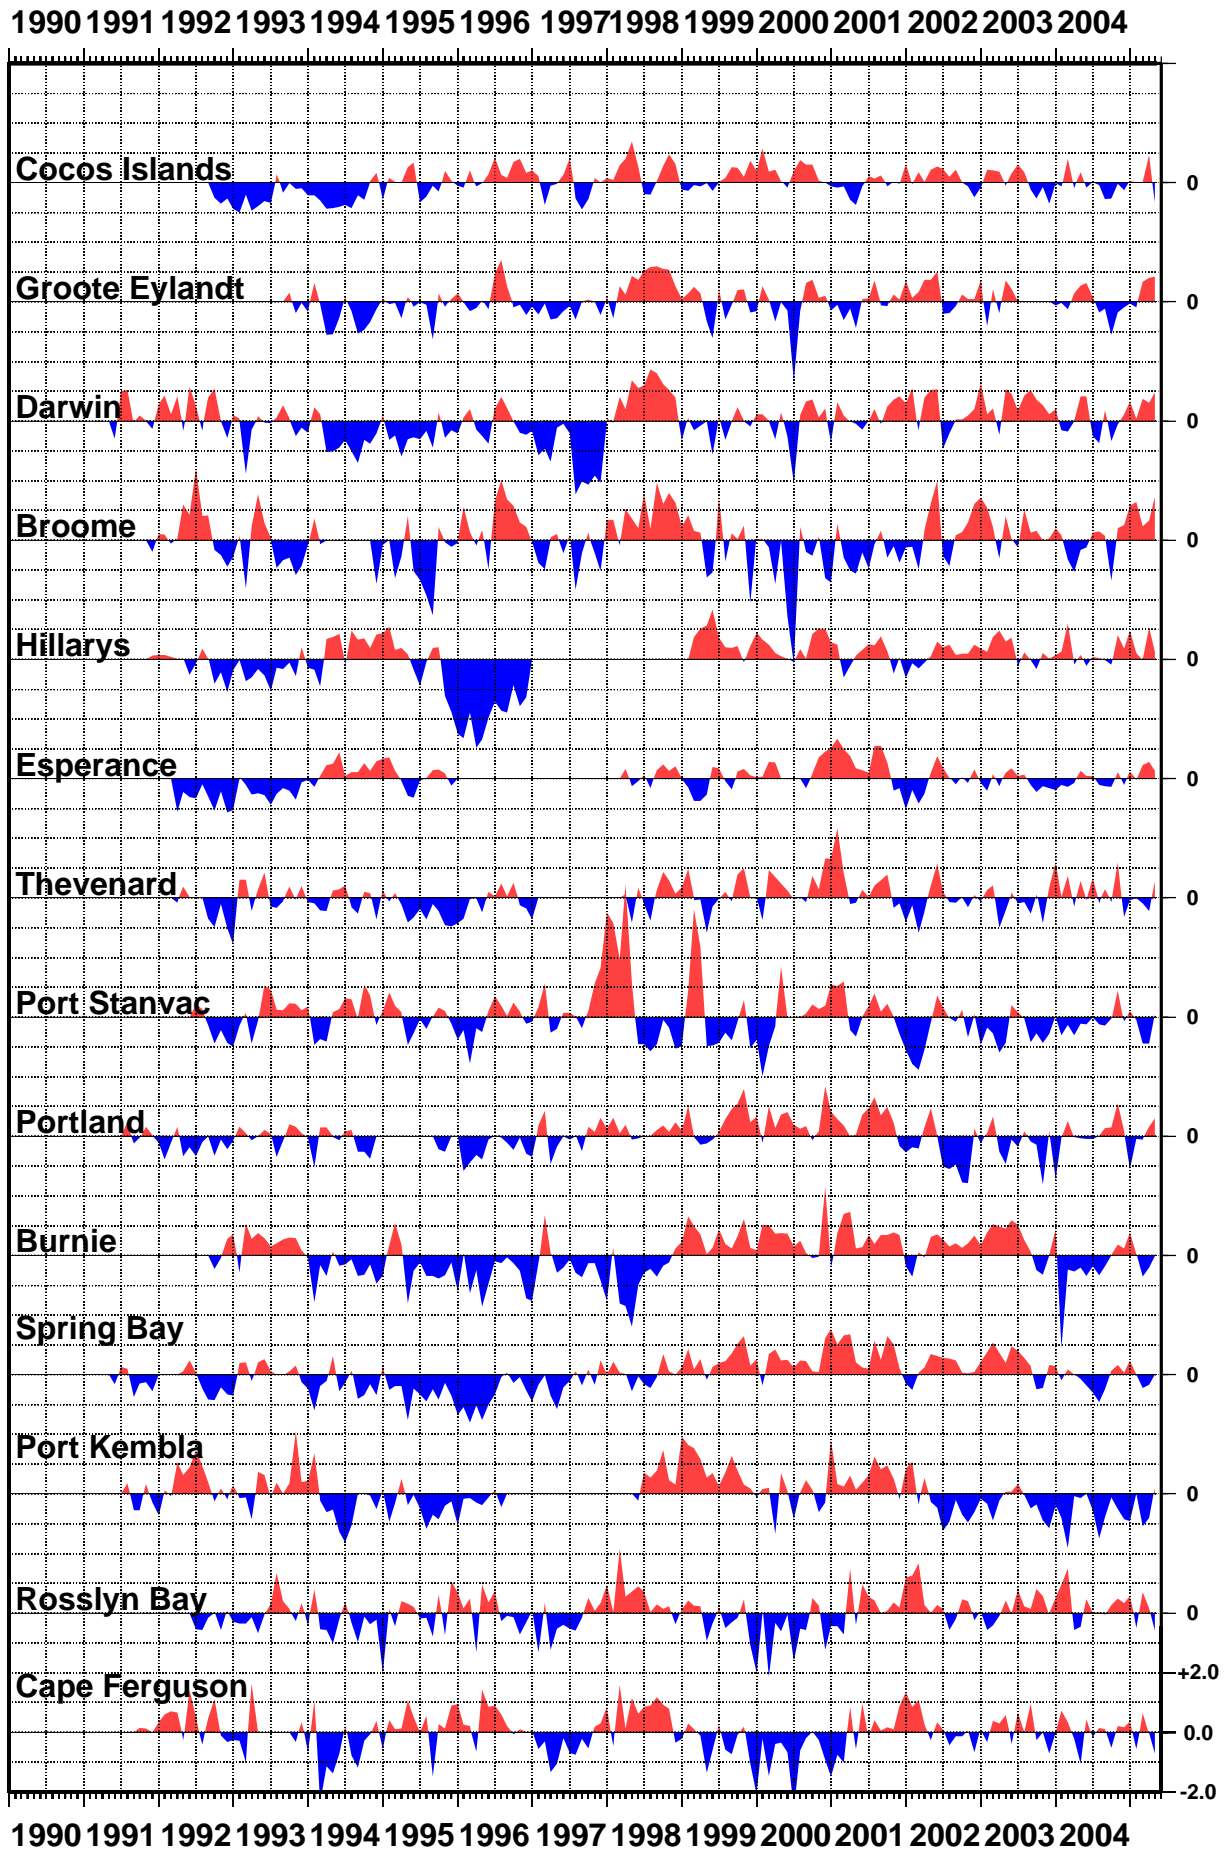 1990 1991 1992 1993 1994 1995 1996 1997 1998 1999 2000 2001 2002 2003 2004
Cocos Islands 0
Groote Eylandt 0
Darwin 0
Broome 0
Hillarys 0
Esperance 0
Thevenard 0
Port Stanvac 0
Portland 0
Burnie 0
Spring Bay 0
Port Kembla 0
Rosslyn Bay 0
+2.0
Cape Ferguson
0.0
-2.0
1990 1991 1992 1993 1994 1995 1996 1997 1998 1999 2000 2001 2002 2003 2004